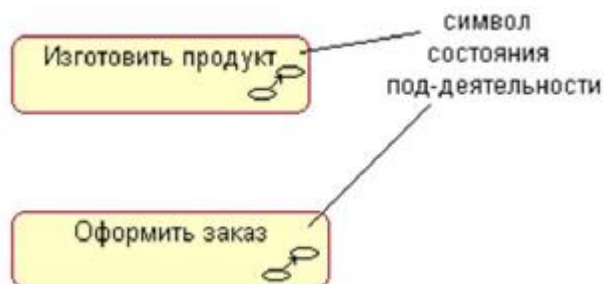 Изготовить продукт
символ
состояния
под-деятельности
Оформить заказ